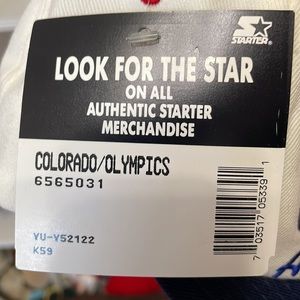 STARTER
LOOK FOR THE STAR
ON ALL
AUTHENTIC STARTER
MERCHANDISE
COLORADO/OLYMPICS
6565031
YU-Y52122
K59
7 03517 05339 1